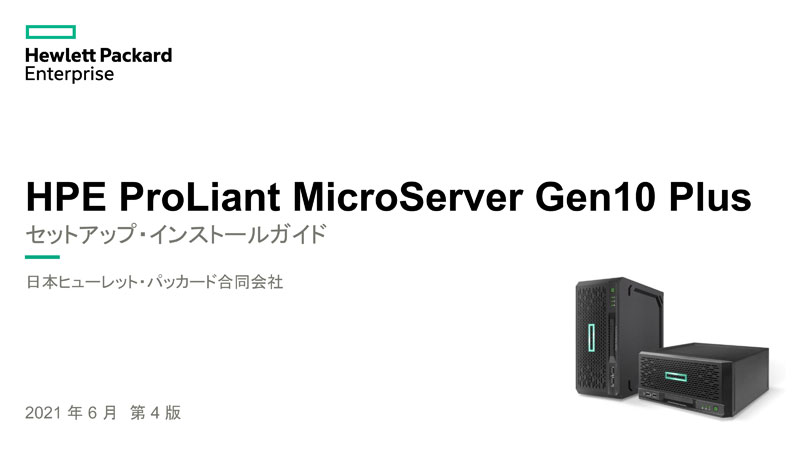 Hewlett Packard
Enterprise
HPE ProLiant MicroServer Gen10 Plus
セットアップ・インストールガイド
日本ヒューレット・パッカード合同会社
2021 年 6 月 第 4 版